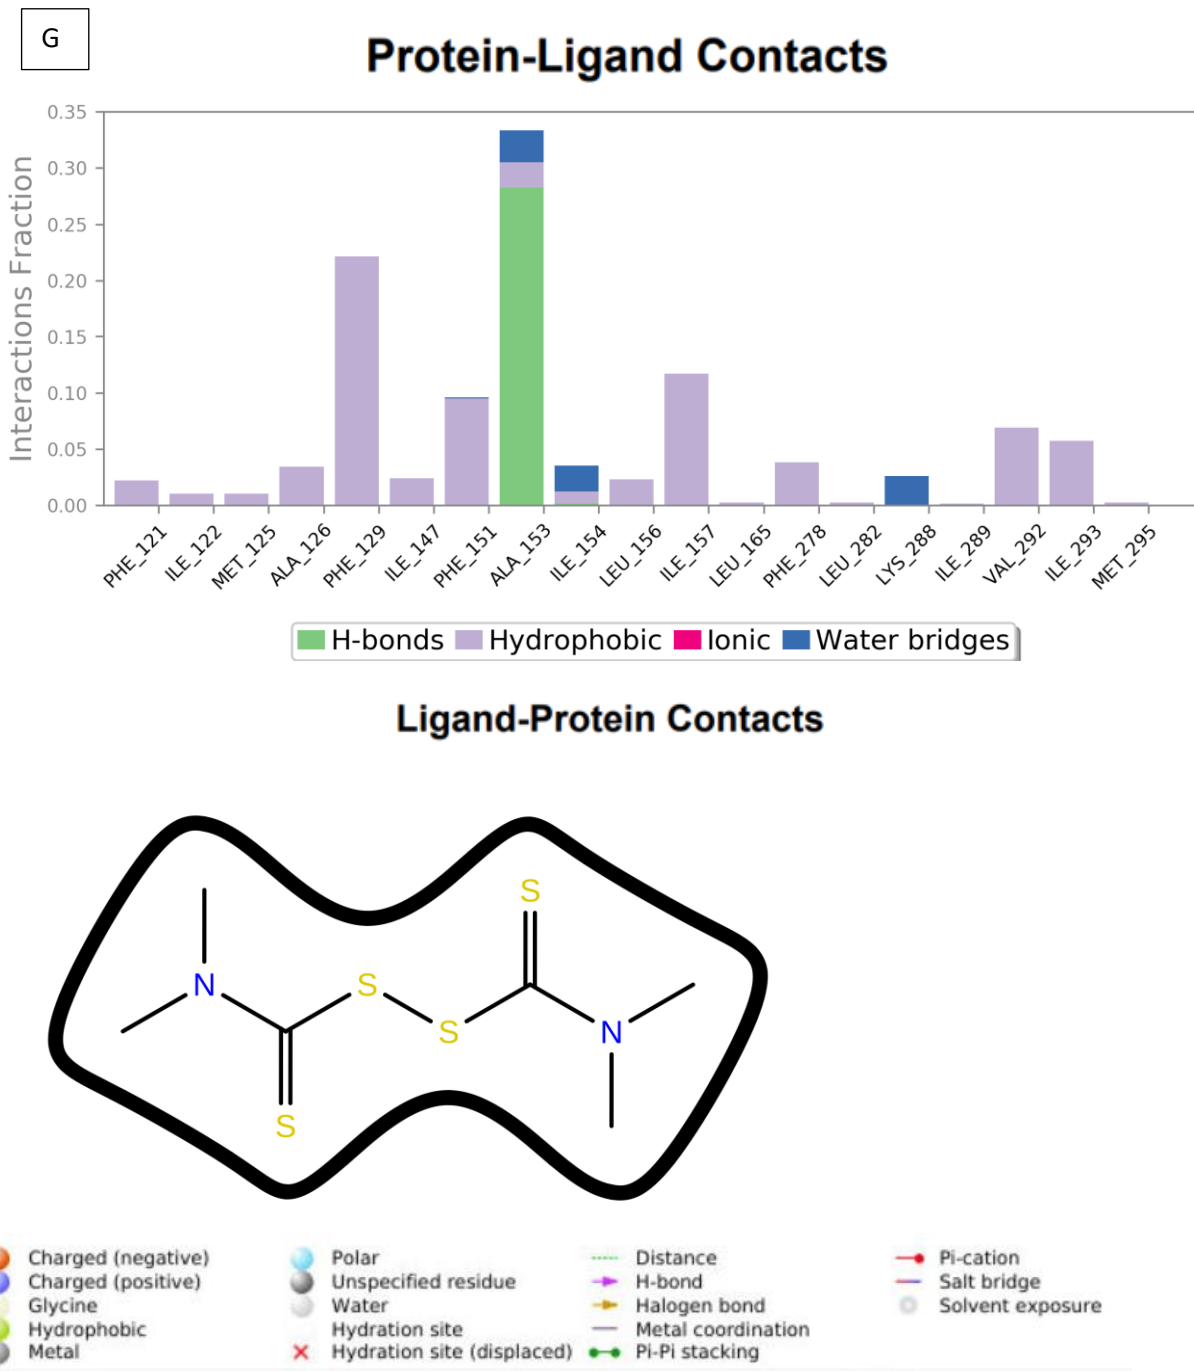 G
Protein-Ligand Contacts
Interactions Fraction
0.35
0.30
0.25
0.20
0.15
0.10
0.05
0.00
PHE_121 ILE_122 MET_125 ALA_126 PHE_129 ILE_147 PHE_151 ALA_153 ILE_154 LEU_156 ILE_157 LEU_165 PHE_278 LEU_282 LYS_288 ILE_289 VAL_292 ILE_293 MET_295
H-bonds Hydrophobic Ionic Water bridges
Ligand-Protein Contacts
S
N S
S N
S
Charged (negative) Polar Distance Pi-cation
Charged (positive) Unspecified residue H-bond Salt bridge
Glycine Water Halogen bond Solvent exposure
Hydrophobic Hydration site Metal coordination
Metal Hydration site (displaced) Pi-Pi stacking